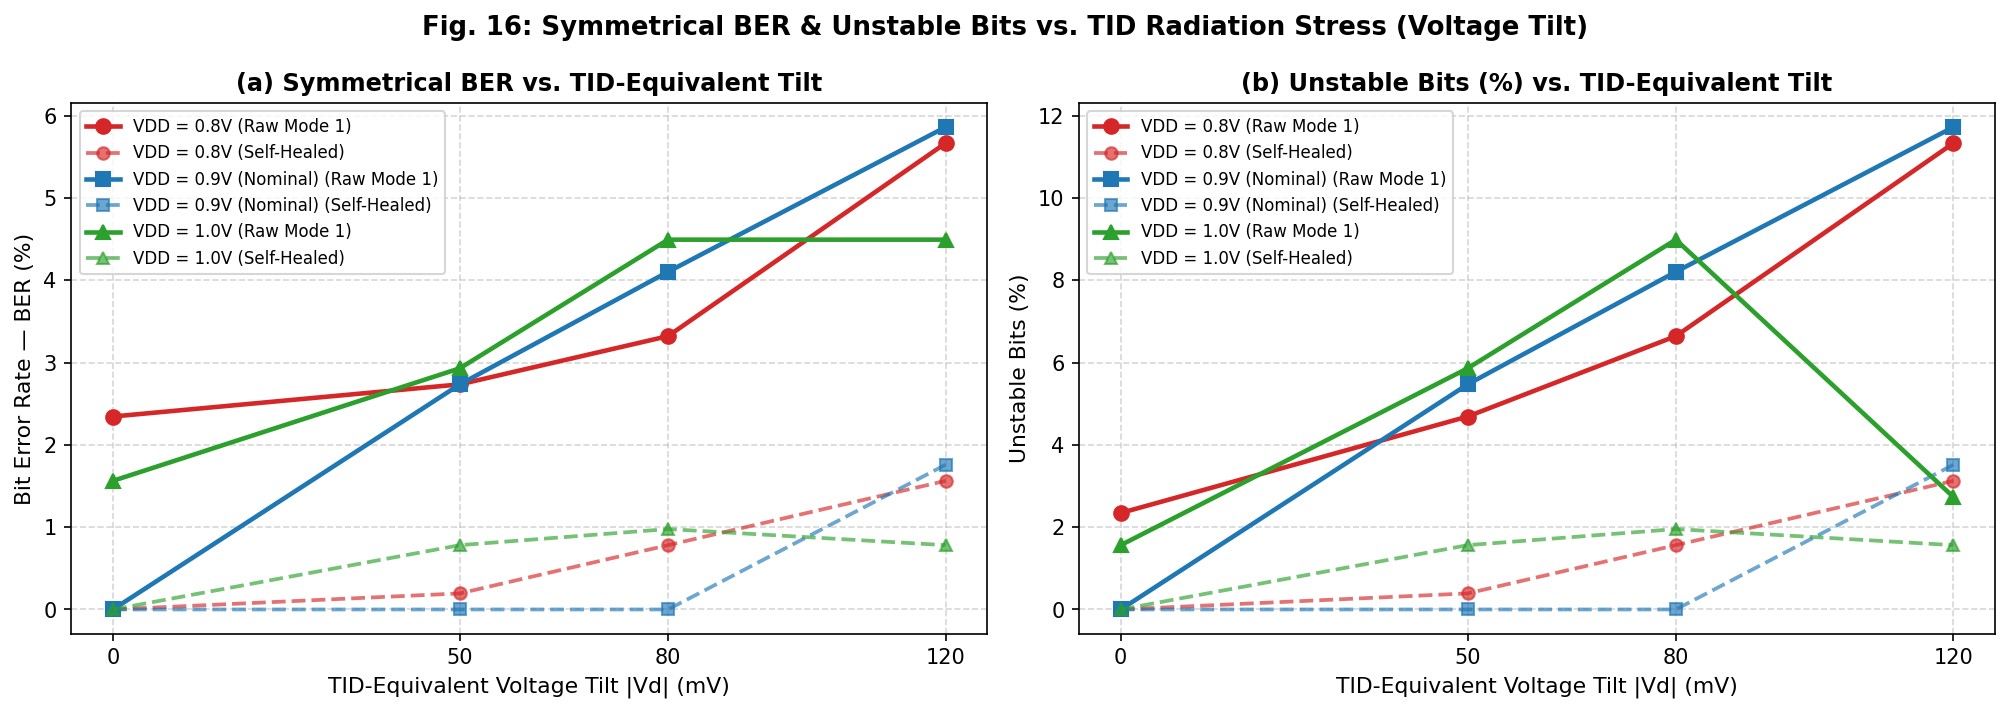 Fig. 16: Symmetrical BER & Unstable Bits vs. TID Radiation Stress (Voltage Tilt)
(a) Symmetrical BER vs. TID-Equivalent Tilt
VDD = 0.8V (Raw Mode 1)
VDD = 0.8V (Self-Healed)
VDD = 0.9V (Nominal) (Raw Mode 1)
VDD = 0.9V (Nominal) (Self-Healed)
VDD = 1.0V (Raw Mode 1)
VDD = 1.0V (Self-Healed)
Bit Error Rate — BER (%)
6
5
4
3
2
1
0
0 50 80 120
TID-Equivalent Voltage Tilt |Vd| (mV)
(b) Unstable Bits (%) vs. TID-Equivalent Tilt
VDD = 0.8V (Raw Mode 1)
VDD = 0.8V (Self-Healed)
VDD = 0.9V (Nominal) (Raw Mode 1)
VDD = 0.9V (Nominal) (Self-Healed)
VDD = 1.0V (Raw Mode 1)
VDD = 1.0V (Self-Healed)
Unstable Bits (%)
12
10
8
6
4
2
0
0 50 80 120
TID-Equivalent Voltage Tilt |Vd| (mV)